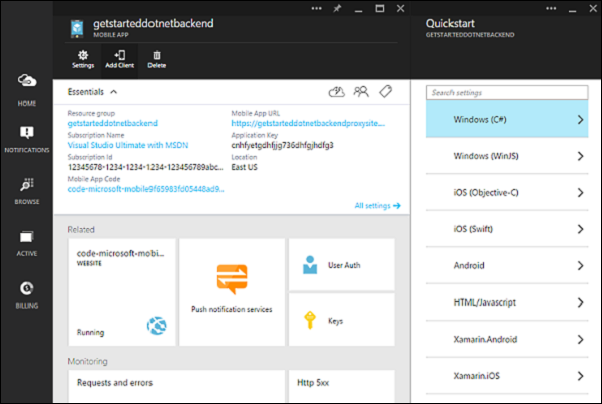 getstarteddotnetbackend
MOBILE APP
Settings
Add Client
Delete
HOME
NOTIFICATIONS
BROWSE
ACTIVE
BILLING
Essentials
Resource group
getstarteddotnetbackend
Subscription Name
Visual Studio Ultimate with MSDN
Subscription Id
12345678-1234-1234-1234-123456789abc...
Mobile App Code
code-microsoft-mobile9f65983fd05448ad9...
Mobile App URL
https://getstarteddotnetbackendproxysite....
Application Key
cnhfyetgdhfjjg736dhfgjhdfg3
Location
East US
All settings
Related
code-microsoft-mobi...
WEBSITE
Running
Push notification services
User Auth
Keys
Monitoring
Requests and errors
Http 5xx
Quickstart
GETSTARTEDDOTNETBACKEND
Search settings
Windows (C#)
Windows (WinJS)
iOS (Objective-C)
iOS (Swift)
Android
HTML/Javascript
Xamarin.Android
Xamarin.iOS